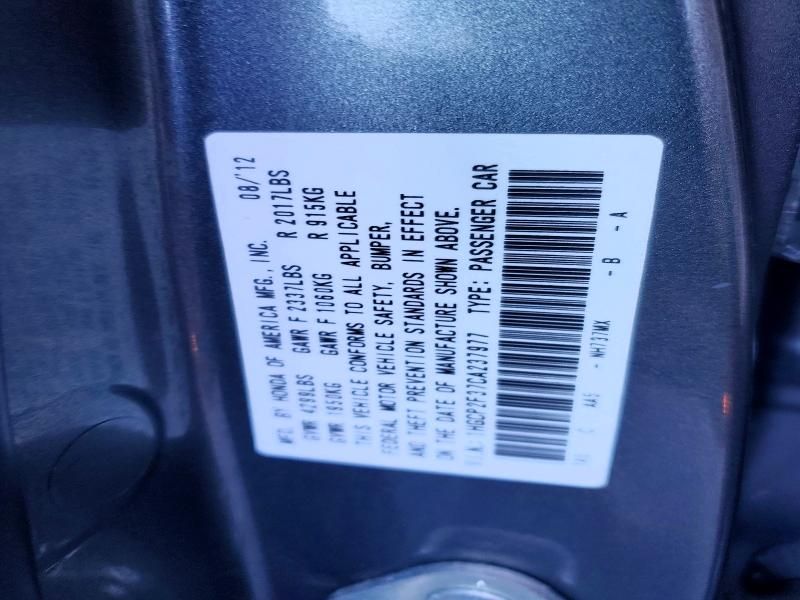 MFD. BY HONDA OF AMERICA MFG., INC. 08/'12
GVWR 4299LBS GAWR F 2337LBS R 2017LBS
GVWR 1950KG GAWR F 1060KG R 915KG
THIS VEHICLE CONFORMS TO ALL APPLICABLE
FEDERAL MOTOR VEHICLE SAFETY, BUMPER,
AND THEFT PREVENTION STANDARDS IN EFFECT
ON THE DATE OF MANUFACTURE SHOWN ABOVE.
V.I.N.: 1HGCP2F37CA237977 TYPE: PASSENGER CAR
C AAS - NH737MX - B - A